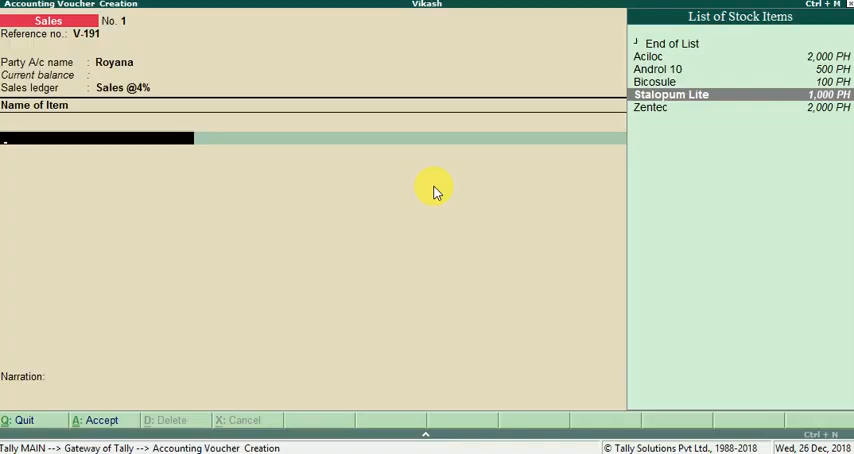 Accounting Voucher Creation Vikash Ctrl + M x
Sales No. 1
Reference no.: V-191
Party A/c name : Royana
Current balance :
Sales ledger : Sales @4%
Name of Item
List of Stock Items
End of List
Aciloc 2,000 PH
Androl 10 500 PH
Bicosule 100 PH
Stalopum Lite 1,000 PH
Zentec 2,000 PH
Narration:
Q: Quit A: Accept D: Delete X: Cancel
Ctrl + N
Tally MAIN --> Gateway of Tally --> Accounting Voucher Creation © Tally Solutions Pvt Ltd., 1988-2018 Wed, 26 Dec, 2018